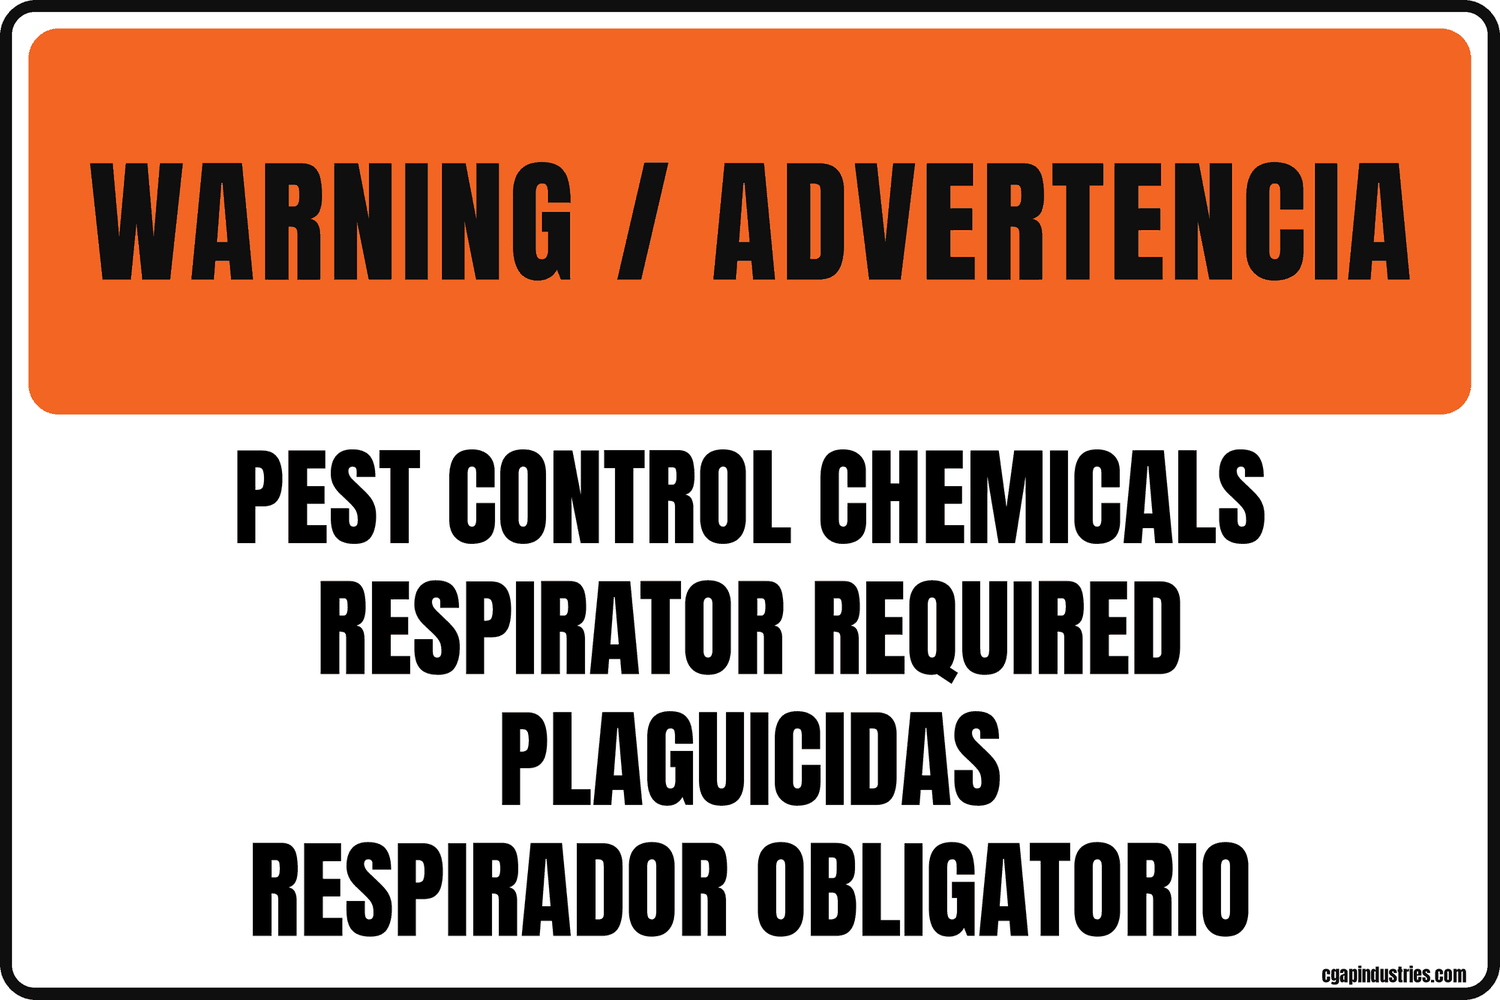 WARNING / ADVERTENCIA
PEST CONTROL CHEMICALS
RESPIRATOR REQUIRED
PLAGUICIDAS
RESPIRADOR OBLIGATORIO
cgapindustries.com